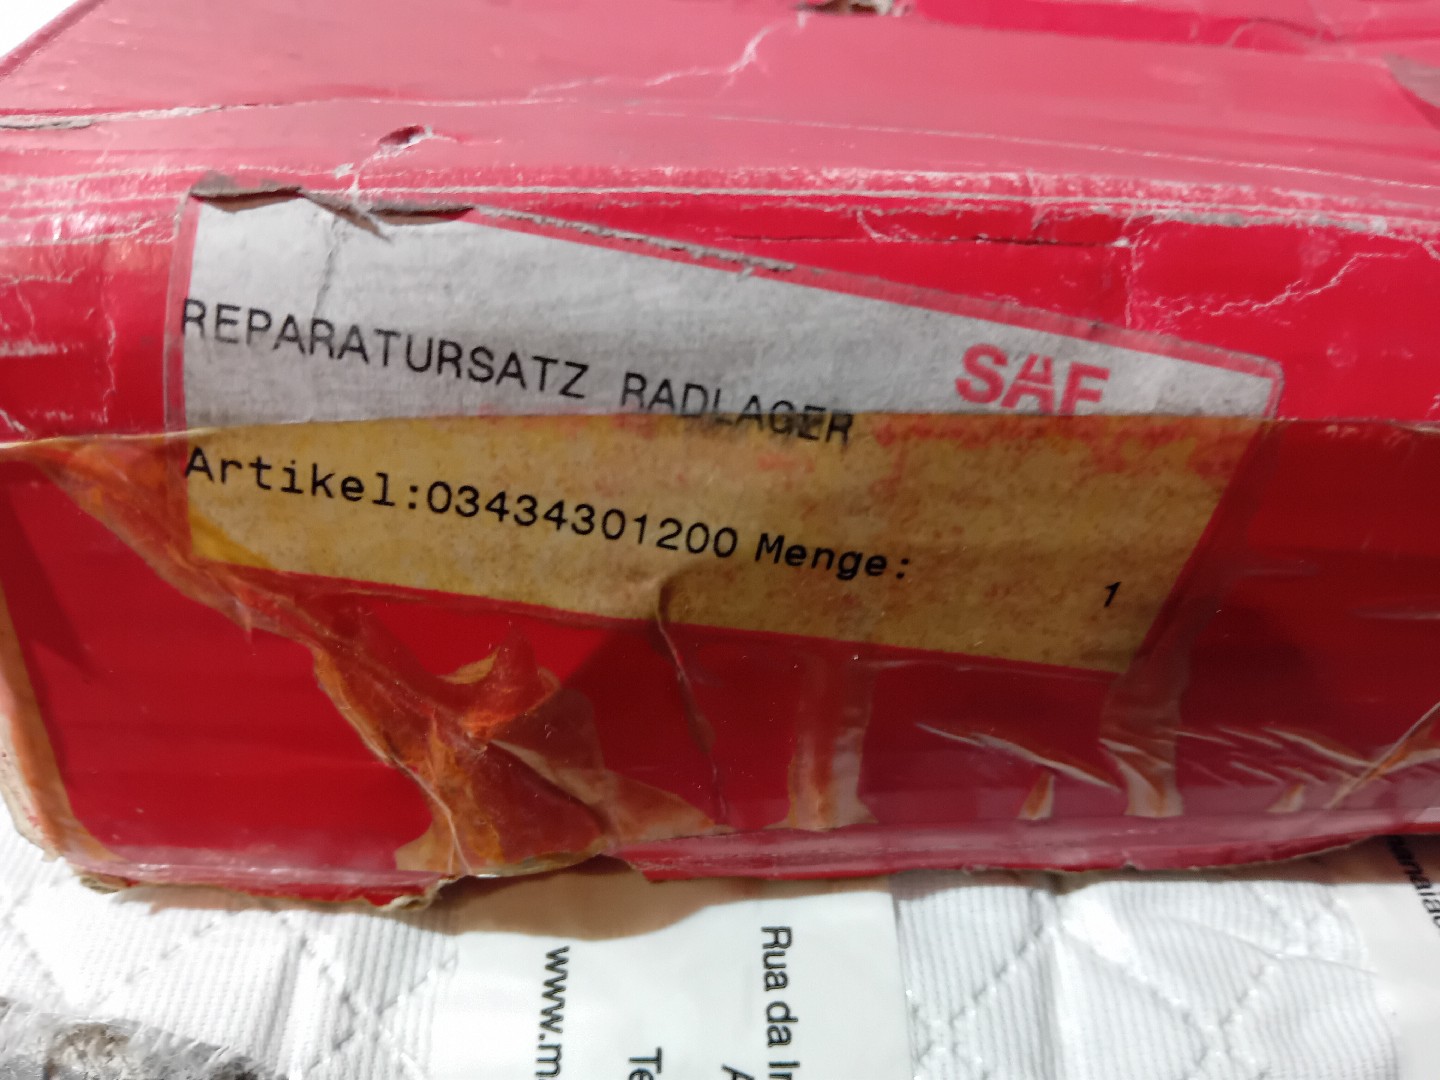 SAF
REPARATURSATZ RADLAGER
Artikel:03434301200 Menge: 1
www.m
Rua da